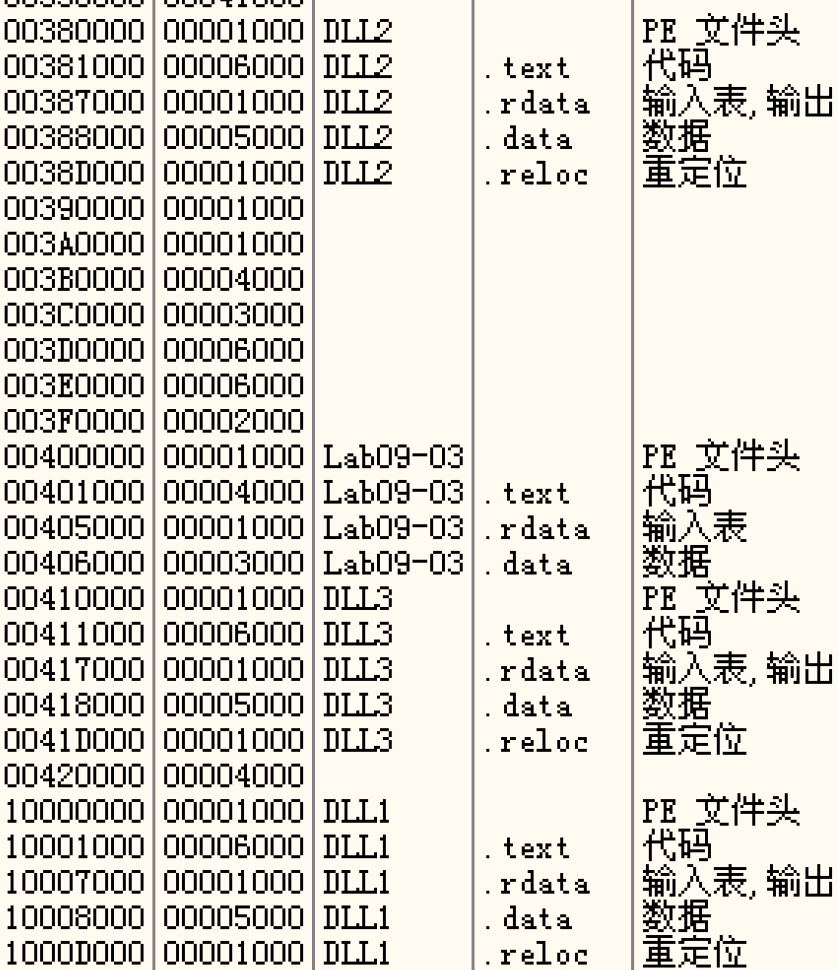 00380000 00001000 DLL2 PE 文件头
00381000 00006000 DLL2 .text 代码
00387000 00001000 DLL2 .rdata 输入表,输出
00388000 00005000 DLL2 .data 数据
0038D000 00001000 DLL2 .reloc 重定位
00390000 00001000
003A0000 00001000
003B0000 00004000
003C0000 00003000
003D0000 00006000
003E0000 00006000
003F0000 00002000
00400000 00001000 Lab09-03 PE 文件头
00401000 00004000 Lab09-03 .text 代码
00405000 00001000 Lab09-03 .rdata 输入表
00406000 00003000 Lab09-03 .data 数据
00410000 00001000 DLL3 PE 文件头
00411000 00006000 DLL3 .text 代码
00417000 00001000 DLL3 .rdata 输入表,输出
00418000 00005000 DLL3 .data 数据
0041D000 00001000 DLL3 .reloc 重定位
00420000 00004000
10000000 00001000 DLL1 PE 文件头
10001000 00006000 DLL1 .text 代码
10007000 00001000 DLL1 .rdata 输入表,输出
10008000 00005000 DLL1 .data 数据
1000D000 00001000 DLL1 .reloc 重定位